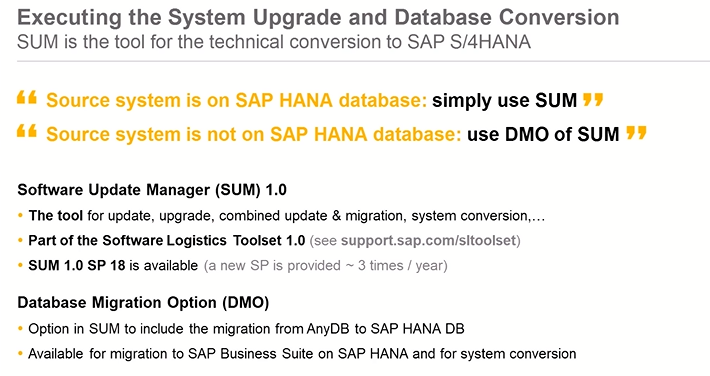 Executing the System Upgrade and Database Conversion
SUM is the tool for the technical conversion to SAP S/4HANA
“ Source system is on SAP HANA database: simply use SUM ”
“ Source system is not on SAP HANA database: use DMO of SUM ”
Software Update Manager (SUM) 1.0
• The tool for update, upgrade, combined update & migration, system conversion,…
• Part of the Software Logistics Toolset 1.0 (see support.sap.com/sltoolset)
• SUM 1.0 SP 18 is available (a new SP is provided ~ 3 times / year)
Database Migration Option (DMO)
• Option in SUM to include the migration from AnyDB to SAP HANA DB
• Available for migration to SAP Business Suite on SAP HANA and for system conversion